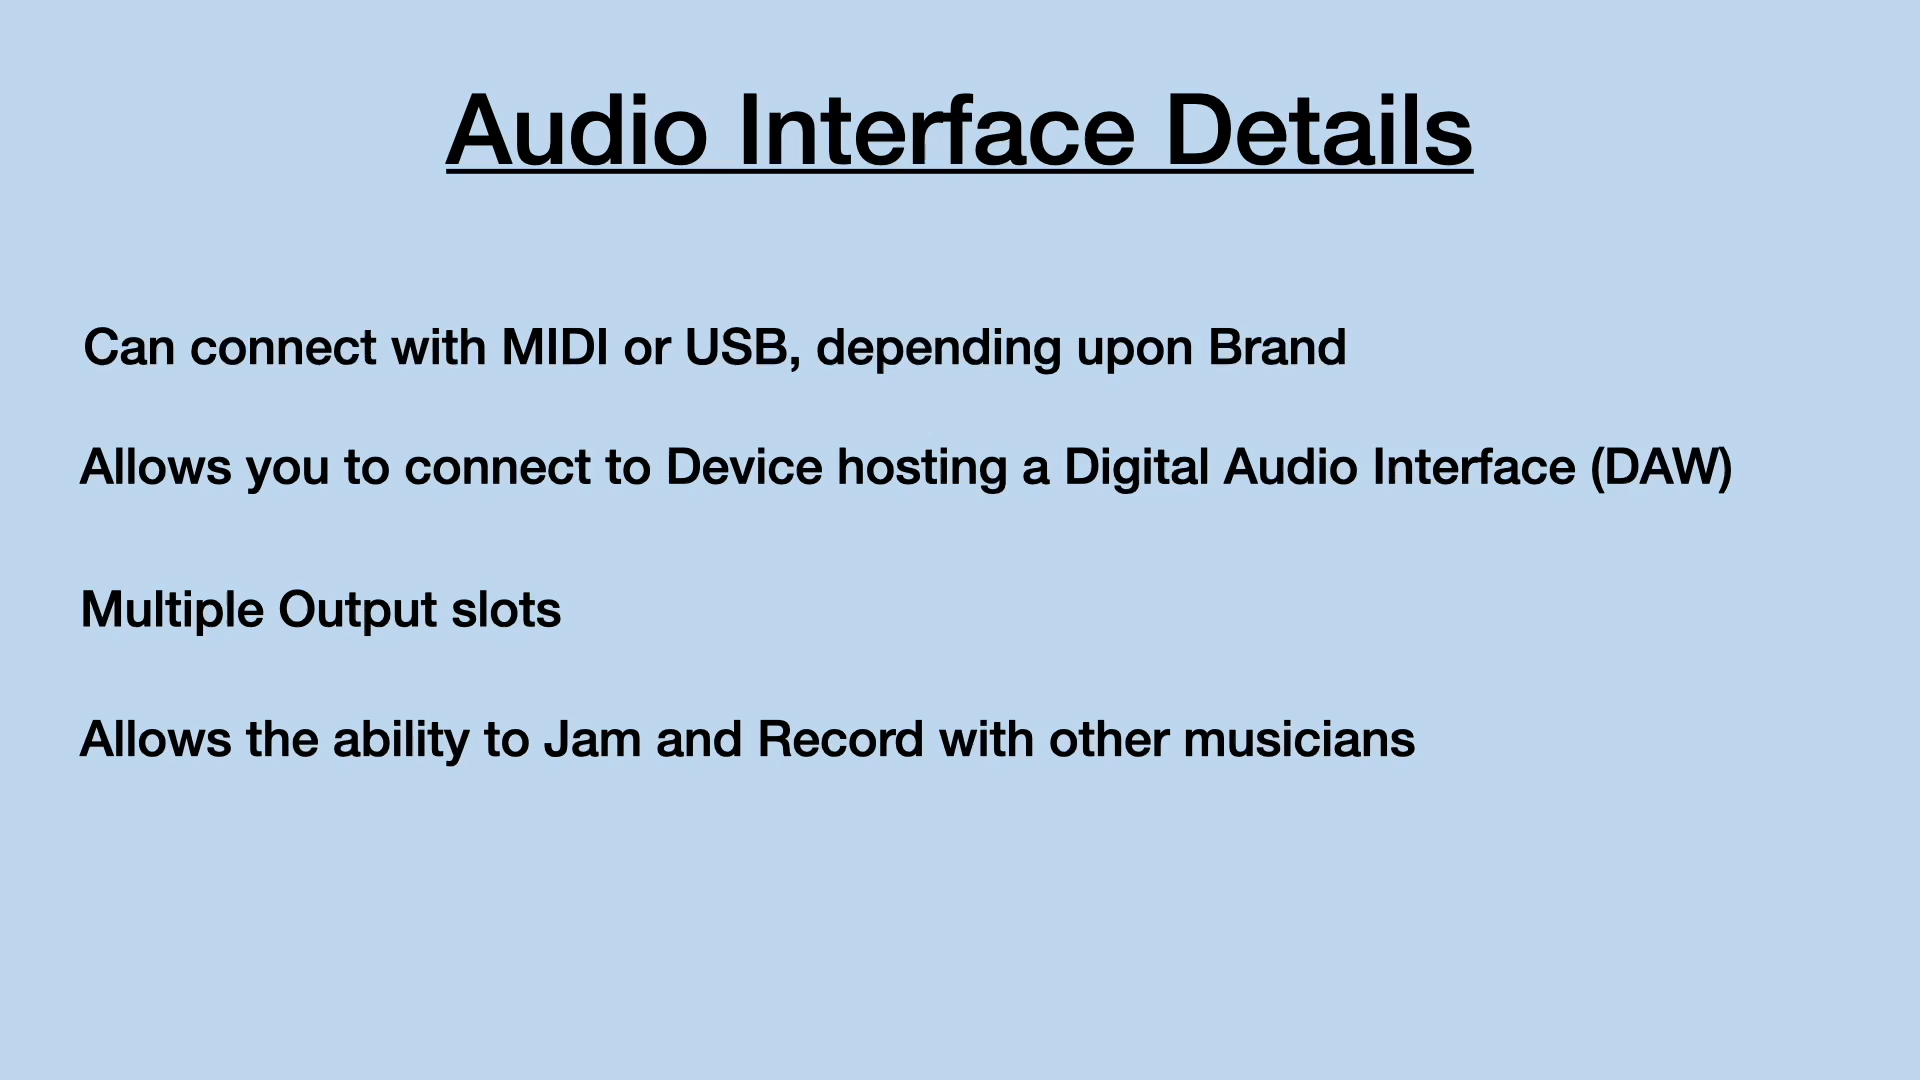 Audio Interface Details
Can connect with MIDI or USB, depending upon Brand
Allows you to connect to Device hosting a Digital Audio Interface (DAW)
Multiple Output slots
Allows the ability to Jam and Record with other musicians